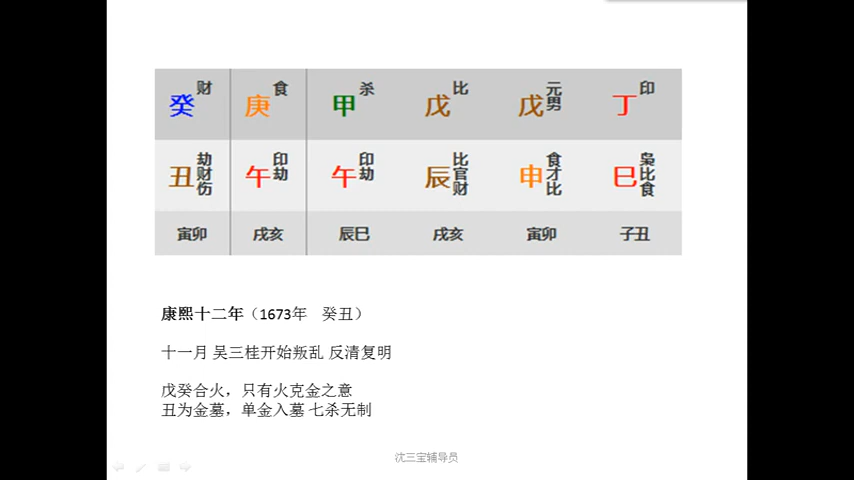 癸 财 庚 食 甲 杀 戊 比 戊 元男 丁 印
丑 劫财伤 午 印劫 午 印劫 辰 比官财 申 食才比 巳 枭比食
寅卯 戌亥 辰巳 戌亥 寅卯 子丑
康熙十二年（1673年 癸丑）
十一月 吴三桂开始叛乱 反清复明
戊癸合火，只有火克金之意
丑为金墓，单金入墓 七杀无制
沈三宝辅导员